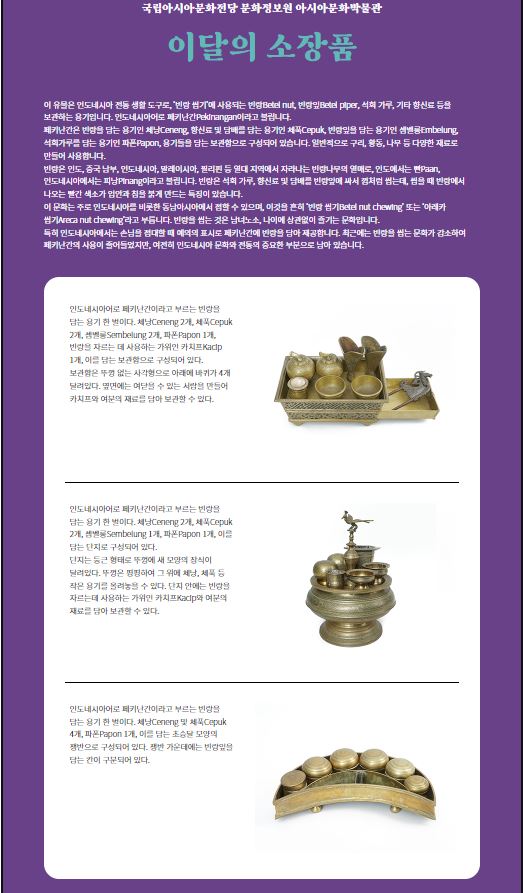 국립아시아문화전당 문화정보원 아시아문화박물관
이달의 소장품
이 유물은 인도네시아 전통 생활 도구로, '빈랑 씹기'에 사용되는 빈랑Betel nut, 빈랑잎Betel piper, 석회 가루, 기타 향신료 등을
보관하는 용기입니다. 인도네시아어로 페키난간Pekinangan이라고 불립니다.
페키난간은 빈랑을 담는 용기인 체낭Ceneng, 향신료 및 담배를 담는 용기인 체푹Cepuk, 빈랑잎을 담는 용기인 셈벨룽Embelung,
석회가루를 담는 용기인 파폰Papon, 용기들을 담는 보관함으로 구성되어 있습니다. 일반적으로 구리, 황동, 나무 등 다양한 재료로
만들어 사용합니다.
빈랑은 인도, 중국 남부, 인도네시아, 말레이시아, 필리핀 등 열대 지역에서 자라나는 빈랑나무의 열매로, 인도에서는 빤Paan,
인도네시아에서는 피낭Pinang이라고 불립니다. 빈랑은 석회 가루, 향신료 및 담배를 빈랑잎에 싸서 껌처럼 씹는데, 씹을 때 빈랑에서
나오는 빨간 색소가 입안과 침을 붉게 만드는 특징이 있습니다.
이 문화는 주로 인도네시아를 비롯한 동남아시아에서 접할 수 있으며, 이것을 흔히 '빈랑 씹기Betel nut chewing' 또는 '아레카
씹기Areca nut chewing'라고 부릅니다. 빈랑을 씹는 것은 남녀노소, 나이에 상관없이 즐기는 문화입니다.
특히 인도네시아에서는 손님을 접대할 때 예의의 표시로 페키난간에 빈랑을 담아 제공합니다. 최근에는 빈랑을 씹는 문화가 감소하여
페키난간의 사용이 줄어들었지만, 여전히 인도네시아 문화와 전통의 중요한 부분으로 남아 있습니다.
인도네시아어로 페키난간이라고 부르는 빈랑을
담는 용기 한 벌이다. 체낭Ceneng 2개, 체푹Cepuk
2개, 셈벨룽Sembelung 2개, 파폰Papon 1개,
빈랑을 자르는 데 사용하는 가위인 카치프Kacip
1개, 이를 담는 보관함으로 구성되어 있다.
보관함은 뚜껑 없는 사각형으로 아래에 바퀴가 4개
달려있다. 옆면에는 여닫을 수 있는 서랍을 만들어
카치프와 여분의 재료를 담아 보관할 수 있다.
인도네시아어로 페키난간이라고 부르는 빈랑을
담는 용기 한 벌이다. 체낭Ceneng 2개, 체푹Cepuk
2개, 셈벨룽Sembelung 1개, 파폰Papon 1개, 이를
담는 단지로 구성되어 있다.
단지는 둥근 형태로 뚜껑에 새 모양의 장식이
달려있다. 뚜껑은 평평하여 그 위에 체낭, 체푹 등
작은 용기를 올려놓을 수 있다. 단지 안에는 빈랑을
자르는데 사용하는 가위인 카치프Kacip와 여분의
재료를 담아 보관할 수 있다.
인도네시아어로 페키난간이라고 부르는 빈랑을
담는 용기 한 벌이다. 체낭Ceneng 및 체푹Cepuk
4개, 파폰Papon 1개, 이를 담는 초승달 모양의
쟁반으로 구성되어 있다. 쟁반 가운데에는 빈랑잎을
담는 칸이 구분되어 있다.